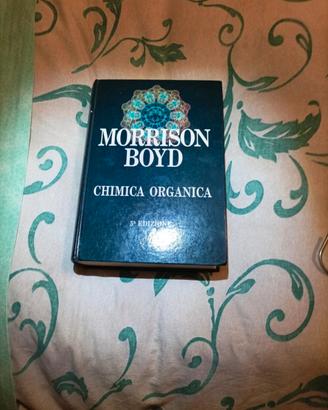 MORRISON
BOYD
CHIMICA ORGANICA
5ª EDIZIONE